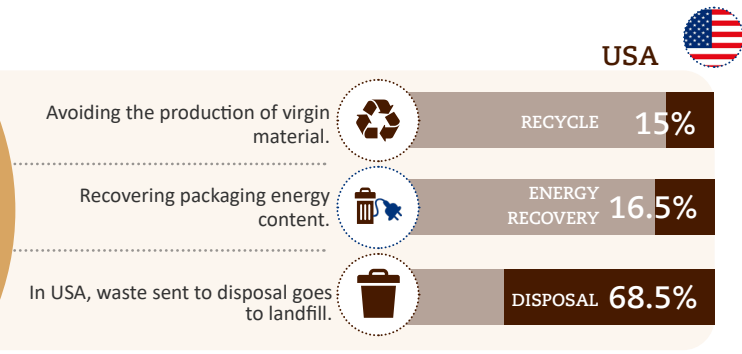 USA
Avoiding the production of virgin
material.
RECYCLE 15%
Recovering packaging energy
content.
ENERGY
RECOVERY 16.5%
In USA, waste sent to disposal goes
to landfill.
DISPOSAL 68.5%